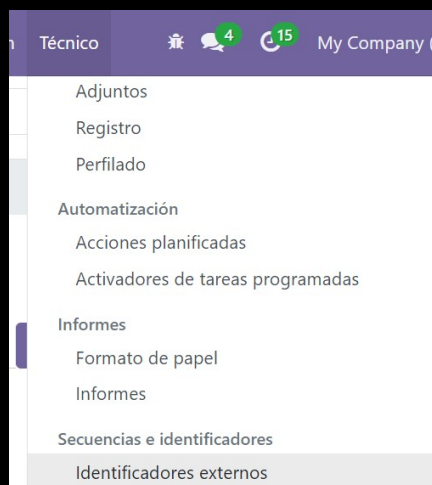 Técnico 4 15 My Company (
Adjuntos
Registro
Perfilado
Automatización
Acciones planificadas
Activadores de tareas programadas
Informes
Formato de papel
Informes
Secuencias e identificadores
Identificadores externos